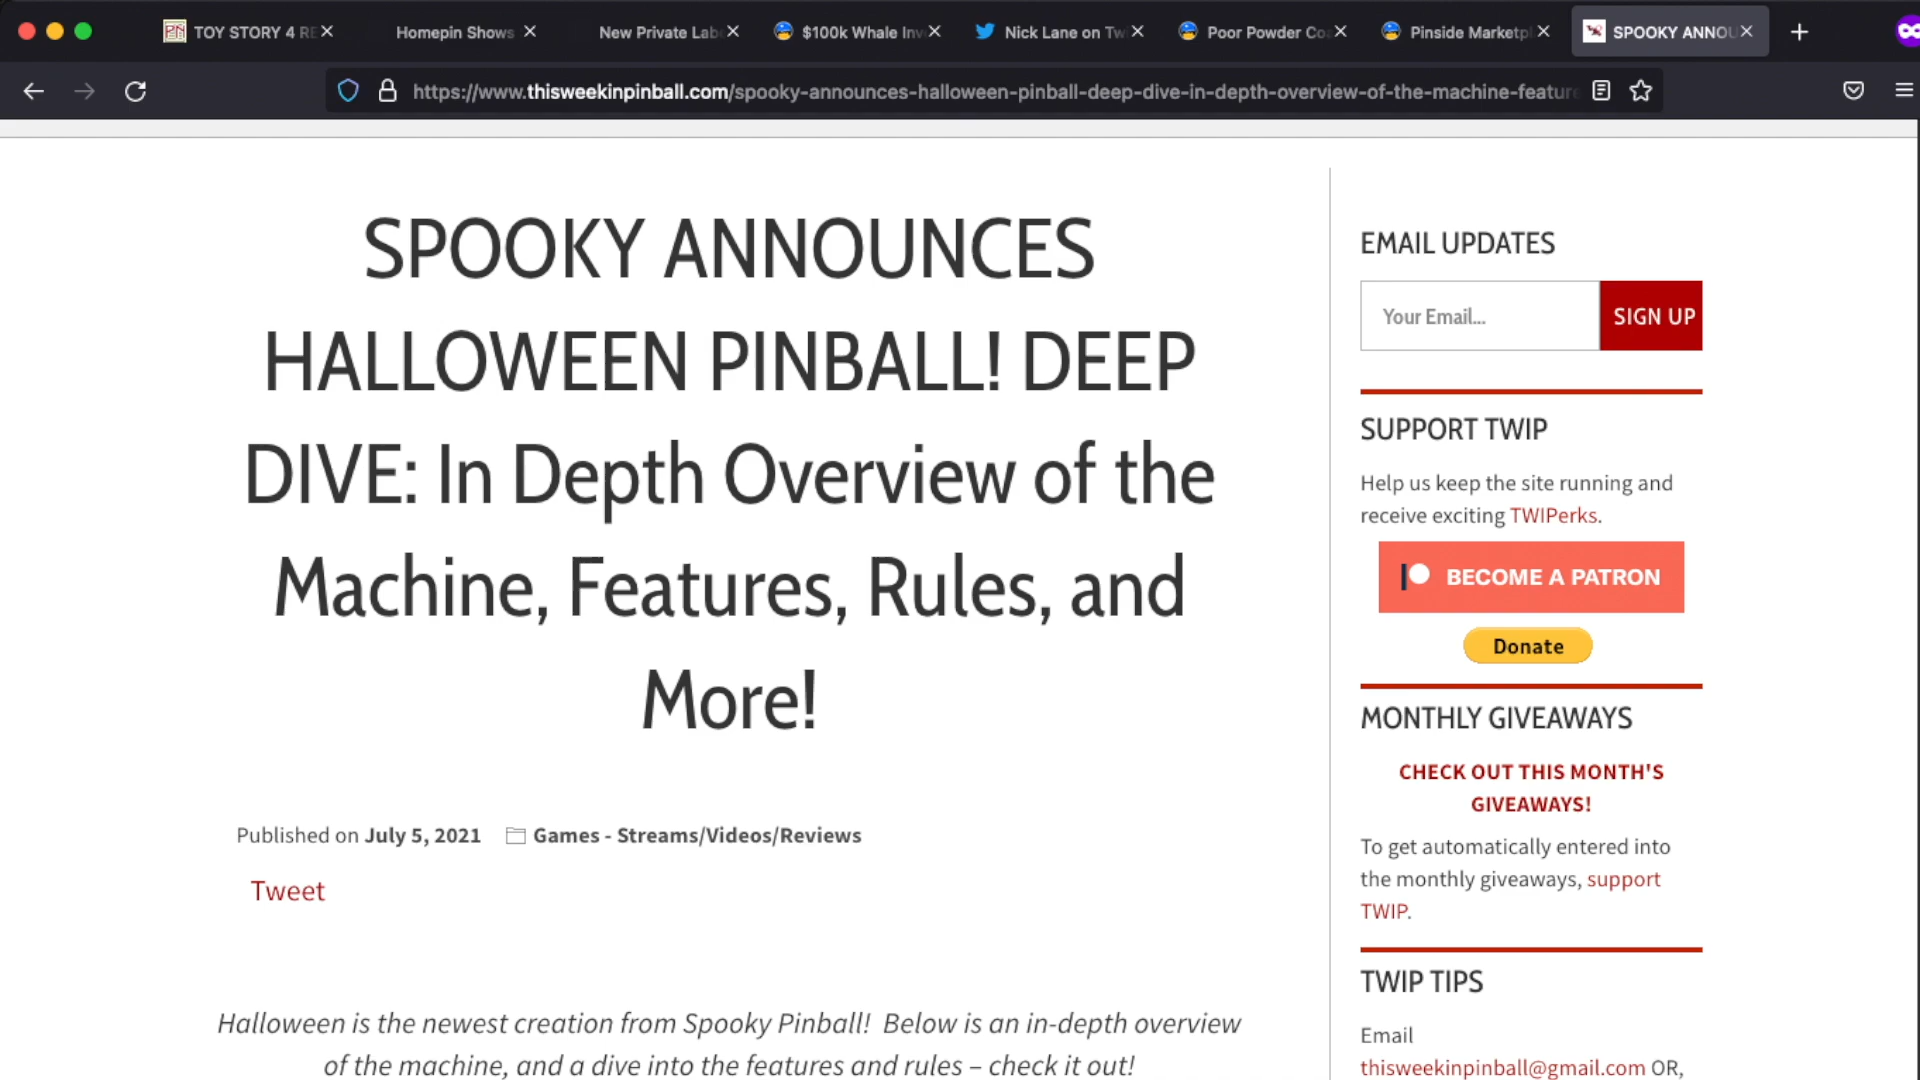 TOY STORY 4 RE
Homepin Shows
New Private Lab
$100k Whale Inv
Nick Lane on Tw
Poor Powder Co
Pinside Marketp
SPOOKY ANNOU
https://www.thisweekinpinball.com/spooky-announces-halloween-pinball-deep-dive-in-depth-overview-of-the-machine-feature
SPOOKY ANNOUNCES
HALLOWEEN PINBALL! DEEP
DIVE: In Depth Overview of the
Machine, Features, Rules, and
More!
Published on July 5, 2021
Games - Streams/Videos/Reviews
Tweet
Halloween is the newest creation from Spooky Pinball! Below is an in-depth overview
of the machine, and a dive into the features and rules – check it out!
EMAIL UPDATES
Your Email...
SIGN UP
SUPPORT TWIP
Help us keep the site running and
receive exciting TWIPerks.
BECOME A PATRON
Donate
MONTHLY GIVEAWAYS
CHECK OUT THIS MONTH'S
GIVEAWAYS!
To get automatically entered into
the monthly giveaways, support
TWIP.
TWIP TIPS
Email
thisweekinpinball@gmail.com OR,